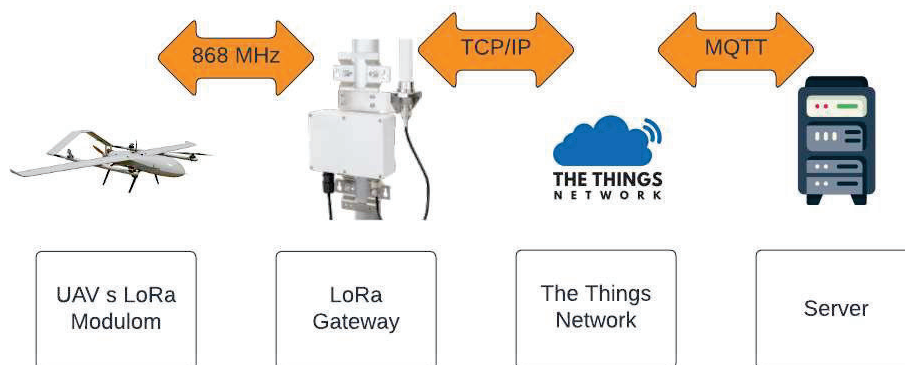 868 MHz
TCP/IP
MQTT
THE THINGS
NETWORK
UAV s LoRa
Modulom
LoRa
Gateway
The Things
Network
Server